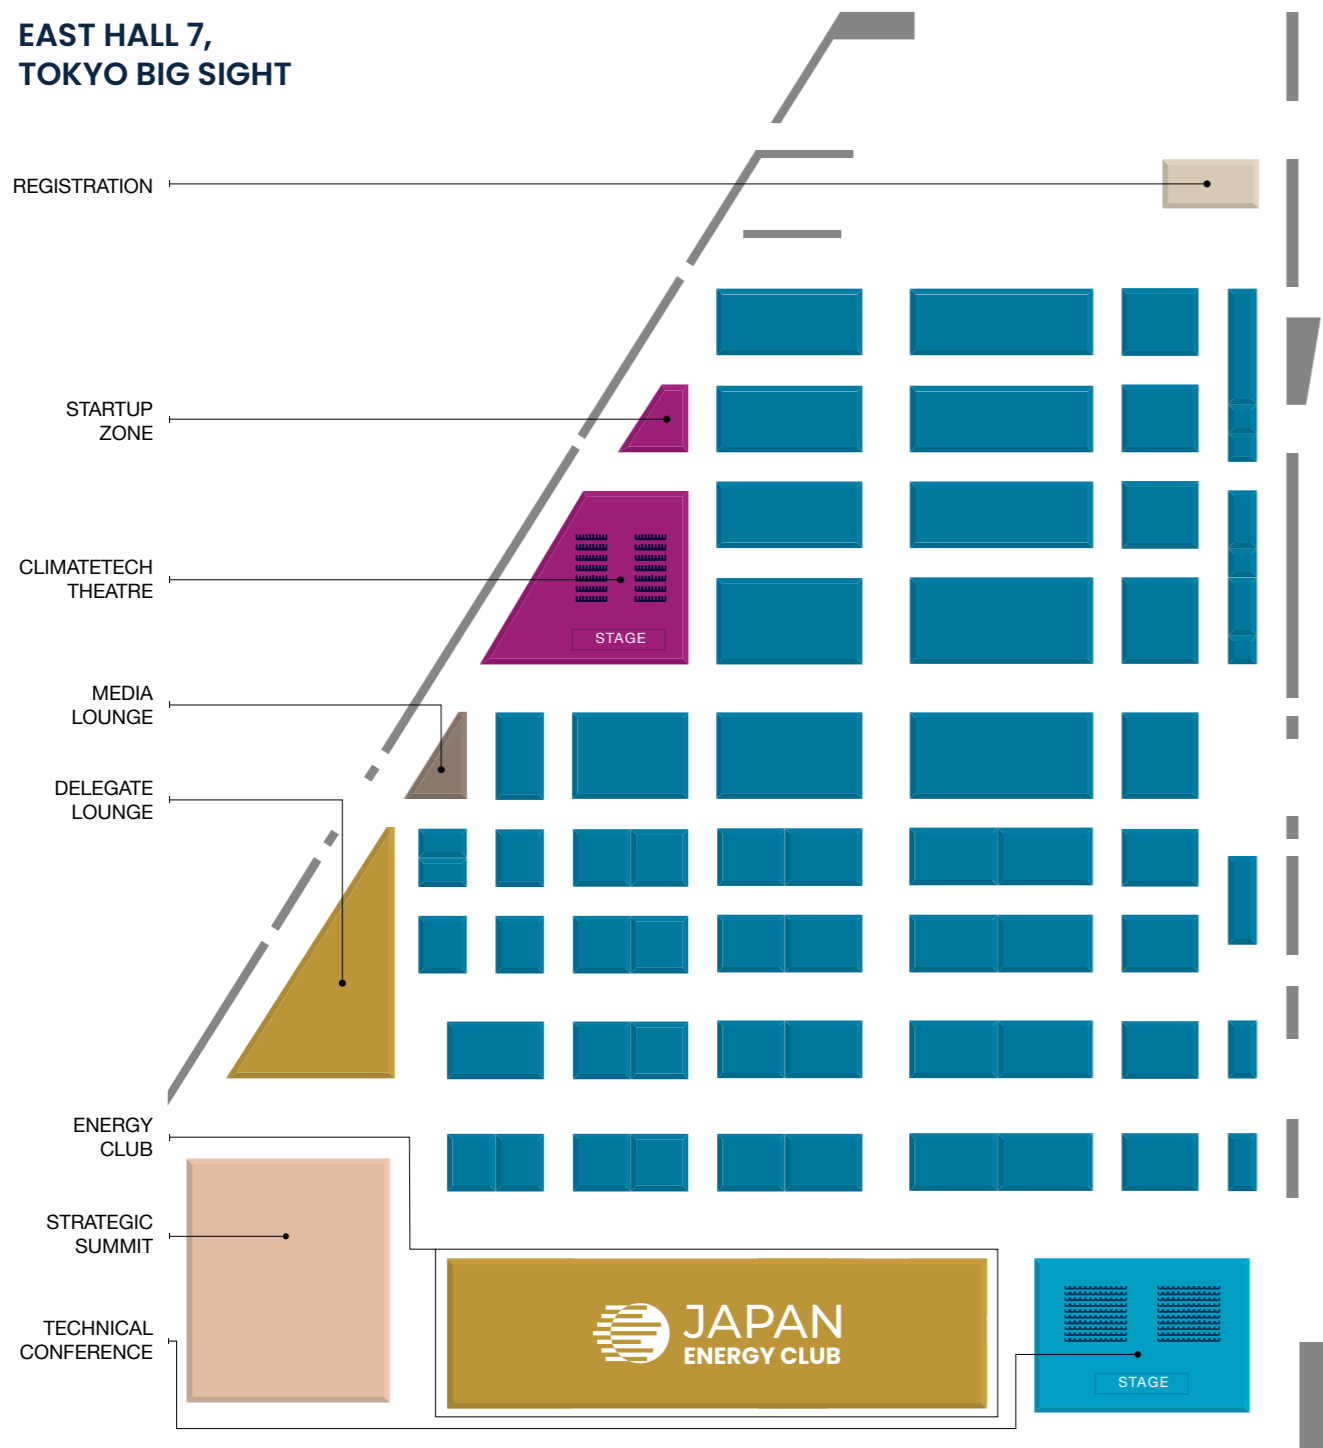 EAST HALL 7,
TOKYO BIG SIGHT
REGISTRATION
STARTUP
ZONE
CLIMATETECH
THEATRE
STAGE
MEDIA
LOUNGE
DELEGATE
LOUNGE
ENERGY
CLUB
STRATEGIC
SUMMIT
JAPAN
ENERGY CLUB
TECHNICAL
CONFERENCE
STAGE